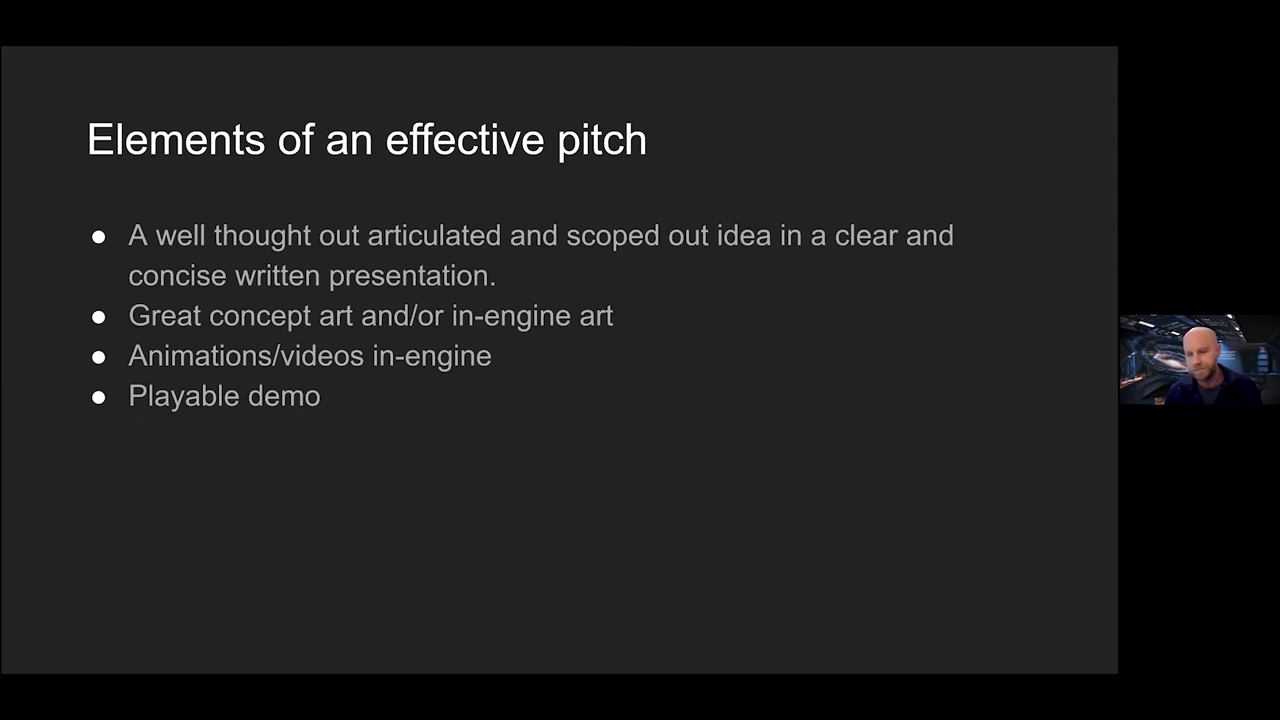 Elements of an effective pitch
● A well thought out articulated and scoped out idea in a clear and
concise written presentation.
● Great concept art and/or in-engine art
● Animations/videos in-engine
● Playable demo